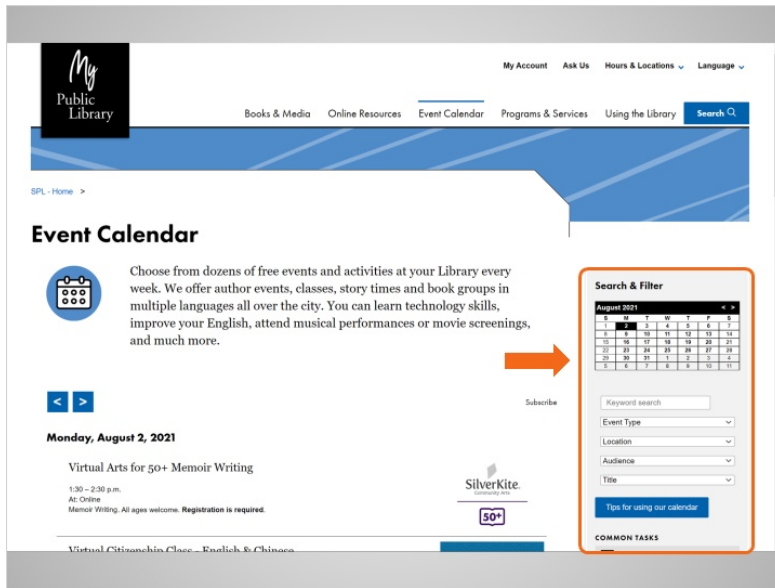 My
Public
Library
My Account Ask Us Hours & Locations Language
Books & Media Online Resources Event Calendar Programs & Services Using the Library Search
SPL - Home >
Event Calendar
Choose from dozens of free events and activities at your Library every
week. We offer author events, classes, story times and book groups in
multiple languages all over the city. You can learn technology skills,
improve your English, attend musical performances or movie screenings,
and much more.
< >
Subscribe
Monday, August 2, 2021
Virtual Arts for 50+ Memoir Writing
1:30 – 2:30 p.m.
At: Online
Memoir Writing. All ages welcome. Registration is required.
SilverKite
Community Arts
50+
Virtual Citizenship Class - English & Chinese
Search & Filter
August 2021 < >
S M T W T F S
1 2 3 4 5 6 7
8 9 10 11 12 13 14
15 16 17 18 19 20 21
22 23 24 25 26 27 28
29 30 31 1 2 3 4
5 6 7 8 9 10 11
Keyword search
Event Type
Location
Audience
Title
Tips for using our calendar
COMMON TASKS